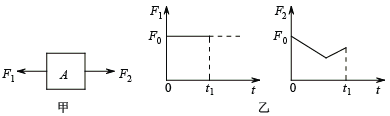 F₁ A F₂
甲
F₁
F₀
0 t₁ t
F₂
F₀
0 t₁ t
乙